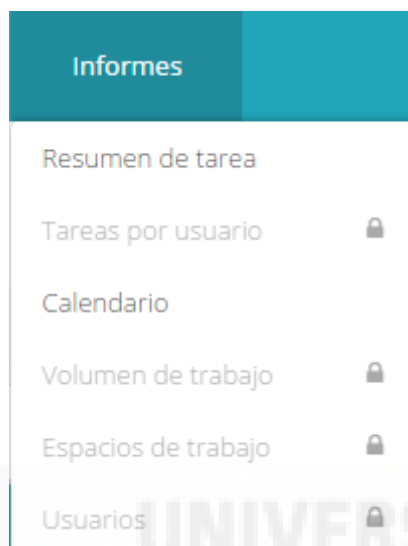 Informes
Resumen de tarea
Tareas por usuario
Calendario
Volumen de trabajo
Espacios de trabajo
Usuarios